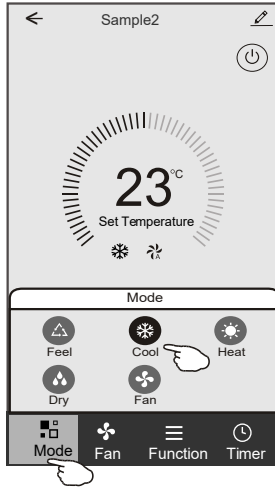 Sample2
23°C
Set Temperature
A
Mode
Feel Cool Heat
Dry Fan
Mode Fan Function Timer